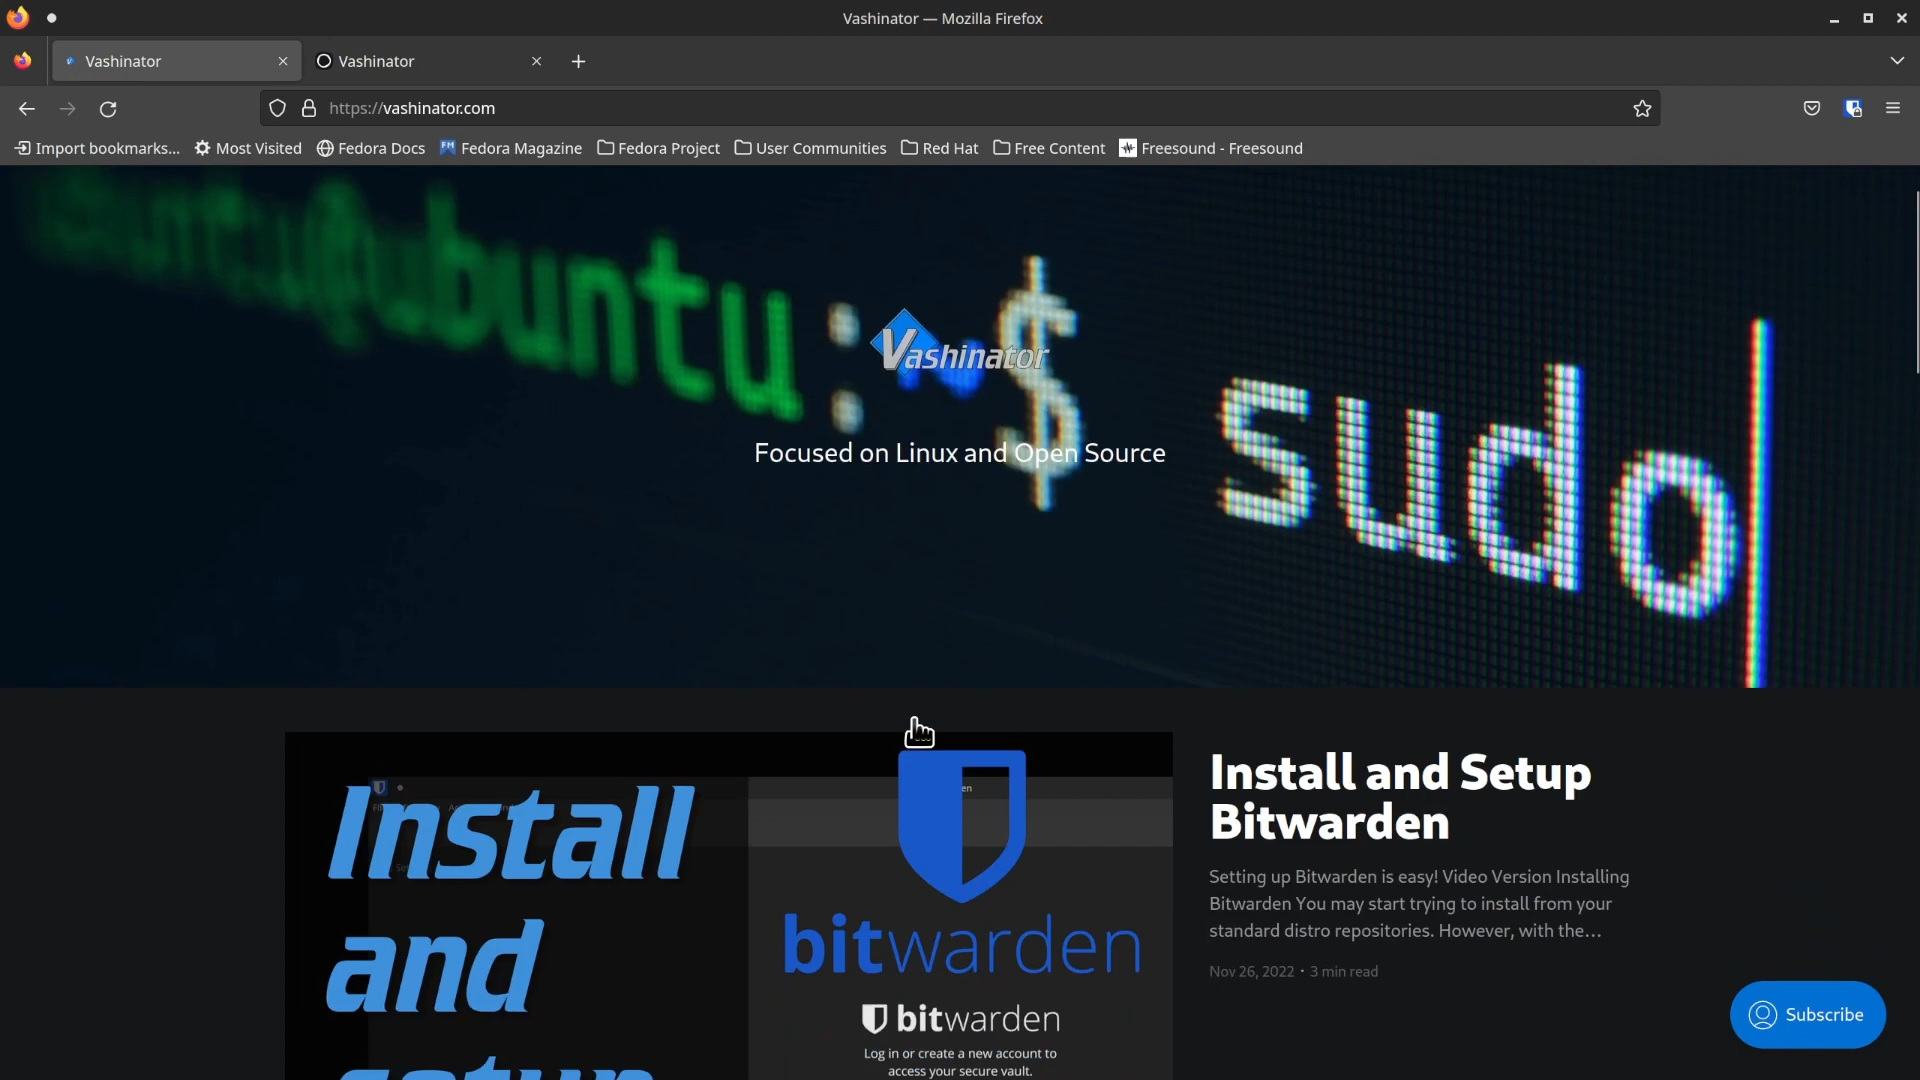 Vashinator — Mozilla Firefox
Vashinator
Vashinator
https://vashinator.com
Import bookmarks...
Most Visited
Fedora Docs
FM
Fedora Magazine
Fedora Project
User Communities
Red Hat
Free Content
Freesound - Freesound
ubuntu:~$ sudo
Vashinator
Focused on Linux and Open Source
Install
and
setup
bitwarden
bitwarden
Log in or create a new account to
access your secure vault.
Install and Setup
Bitwarden
Setting up Bitwarden is easy! Video Version Installing
Bitwarden You may start trying to install from your
standard distro repositories. However, with the...
Nov 26, 2022 • 3 min read
Subscribe